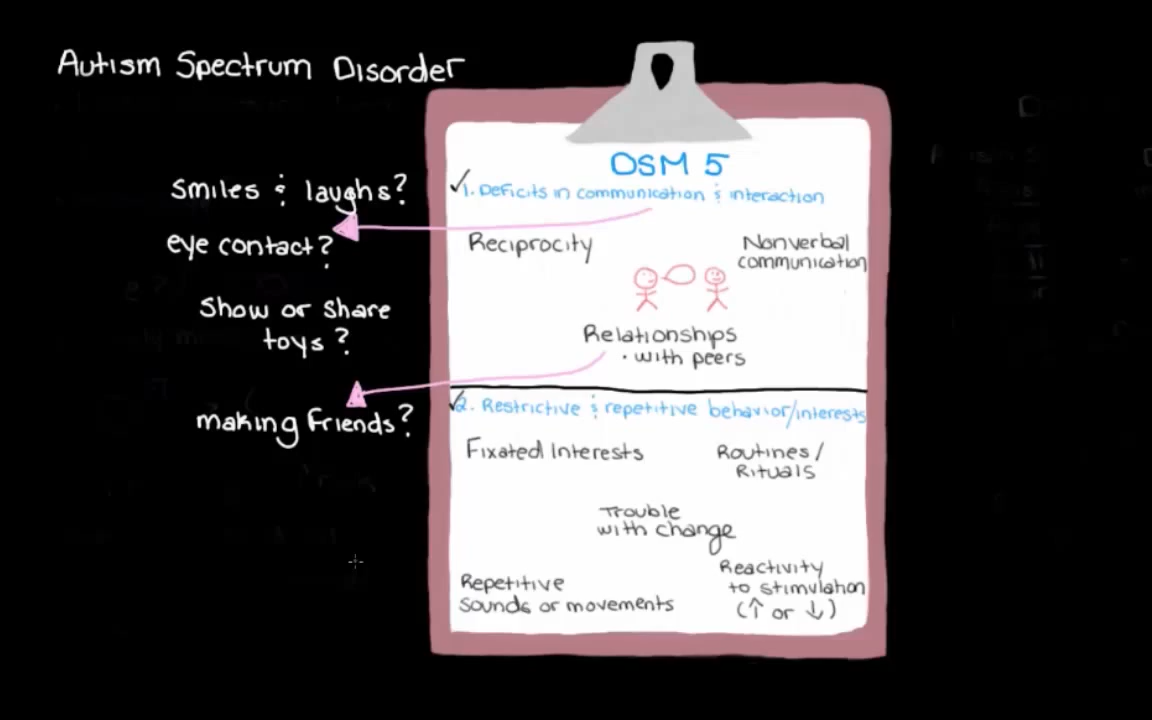 Autism Spectrum Disorder
Smiles & laughs?
eye contact?
Show or share
toys?
making friends?
DSM 5
✓1. Deficits in communication & interaction
Reciprocity
Nonverbal
communication
Relationships
• with peers
✓2. Restrictive & repetitive behavior/interests
Fixated Interests
Routines/
Rituals
Trouble
with change
Repetitive
sounds or movements
Reactivity
to stimulation
(↑ or ↓)